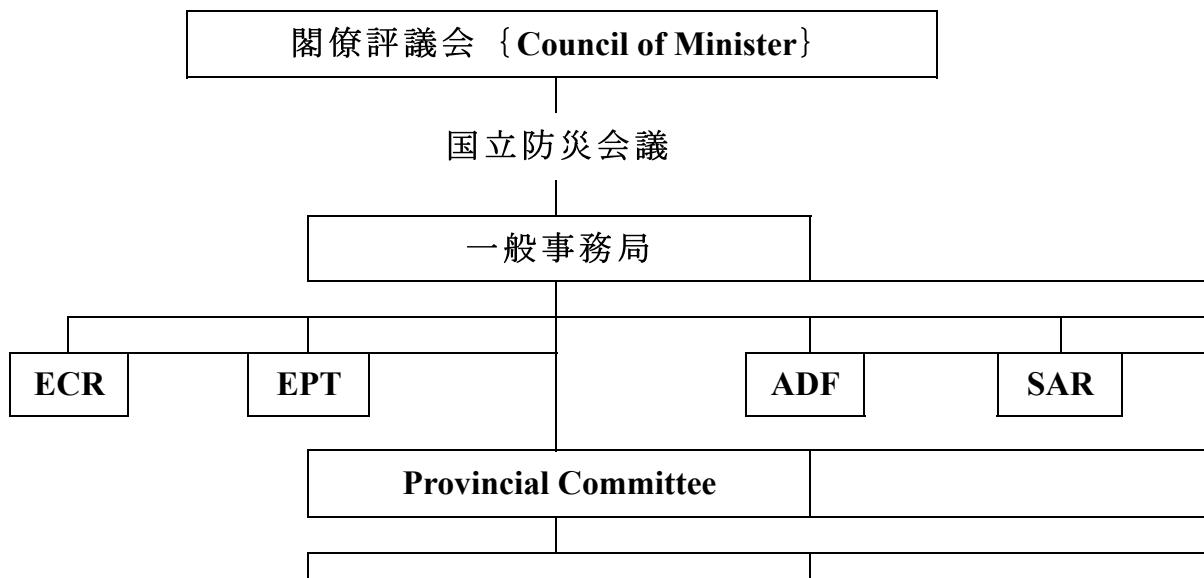 閣僚評議会｛Council of Minister｝
国立防災会議
一般事務局
ECR EPT ADF SAR
Provincial Committee